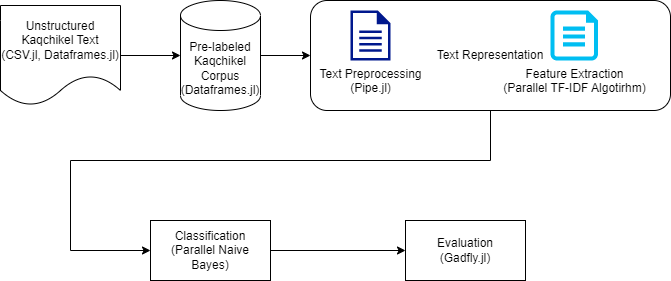 Unstructured
Kaqchikel Text
(CSV.jl, Dataframes.jl)
Pre-labeled
Kaqchikel
Corpus
(Dataframes.jl)
Text Representation
Text Preprocessing
(Pipe.jl)
Feature Extraction
(Parallel TF-IDF Algotirhm)
Classification
(Parallel Naive
Bayes)
Evaluation
(Gadfly.jl)